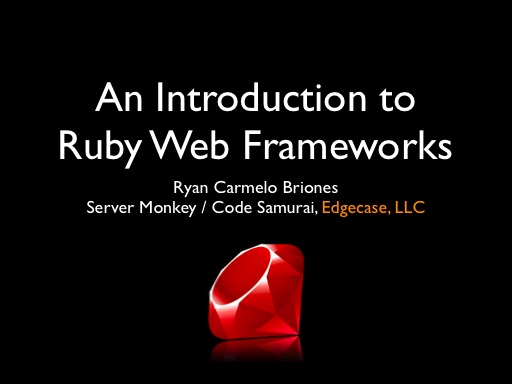 An Introduction to
Ruby Web Frameworks
Ryan Carmelo Briones
Server Monkey / Code Samurai, Edgecase, LLC